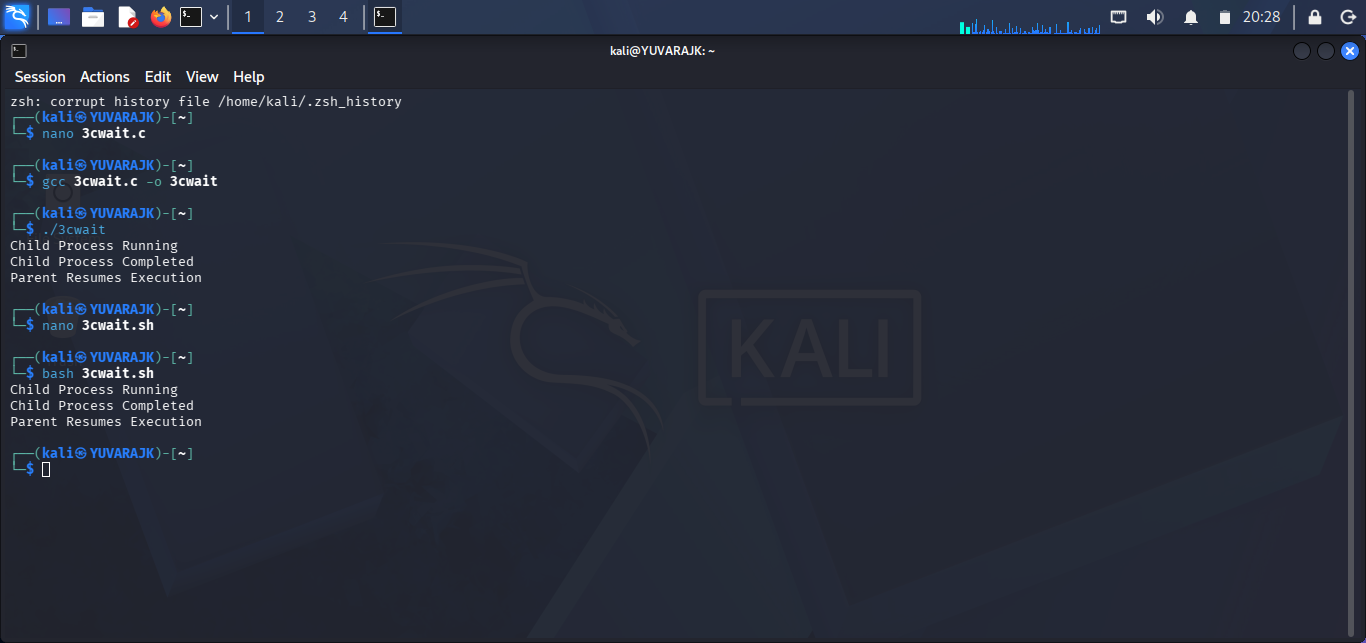 1 2 3 4 20:28
kali@YUVARAJK: ~
Session Actions Edit View Help
zsh: corrupt history file /home/kali/.zsh_history
┌──(kali㉿YUVARAJK)-[~]
└─$ nano 3cwait.c
┌──(kali㉿YUVARAJK)-[~]
└─$ gcc 3cwait.c -o 3cwait
┌──(kali㉿YUVARAJK)-[~]
└─$ ./3cwait
Child Process Running
Child Process Completed
Parent Resumes Execution
┌──(kali㉿YUVARAJK)-[~]
└─$ nano 3cwait.sh
┌──(kali㉿YUVARAJK)-[~]
└─$ bash 3cwait.sh
Child Process Running
Child Process Completed
Parent Resumes Execution
┌──(kali㉿YUVARAJK)-[~]
└─$
KALI